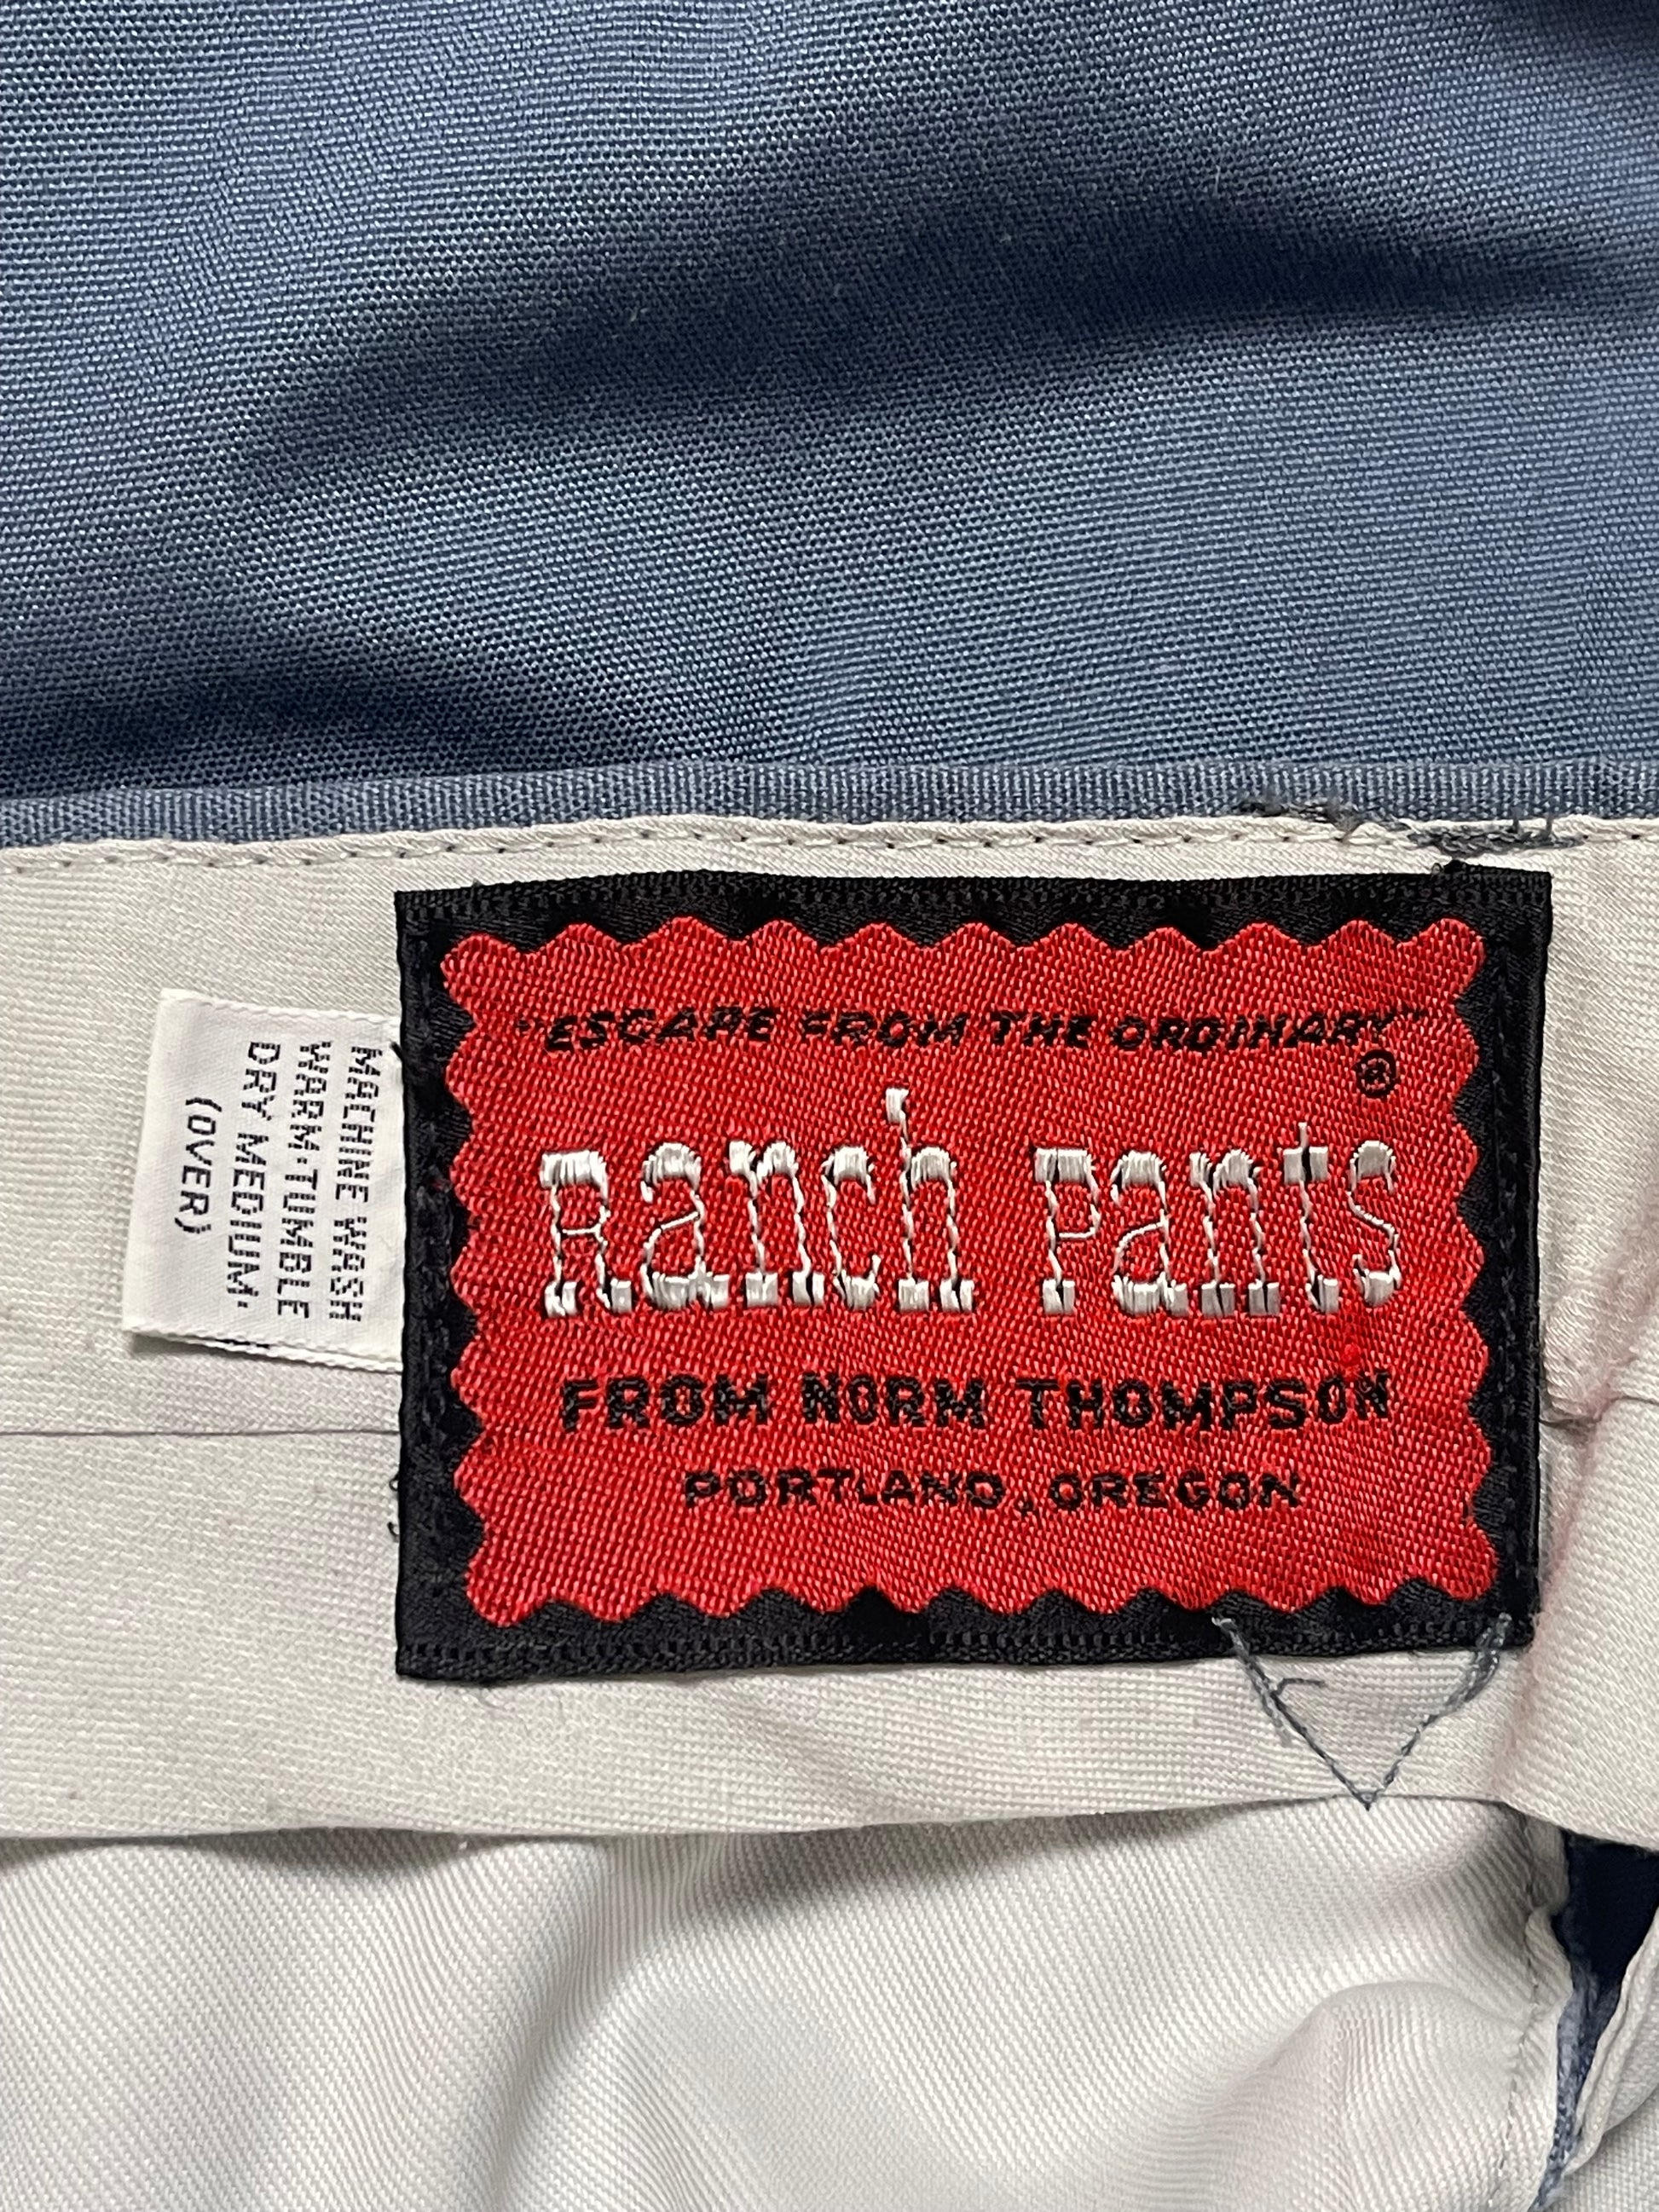 "ESCAPE FROM THE ORDINARY"
®
Ranch Pants
FROM NORM THOMPSON
PORTLAND, OREGON
MACHINE WASH
WARM·TUMBLE
DRY MEDIUM·
(OVER)